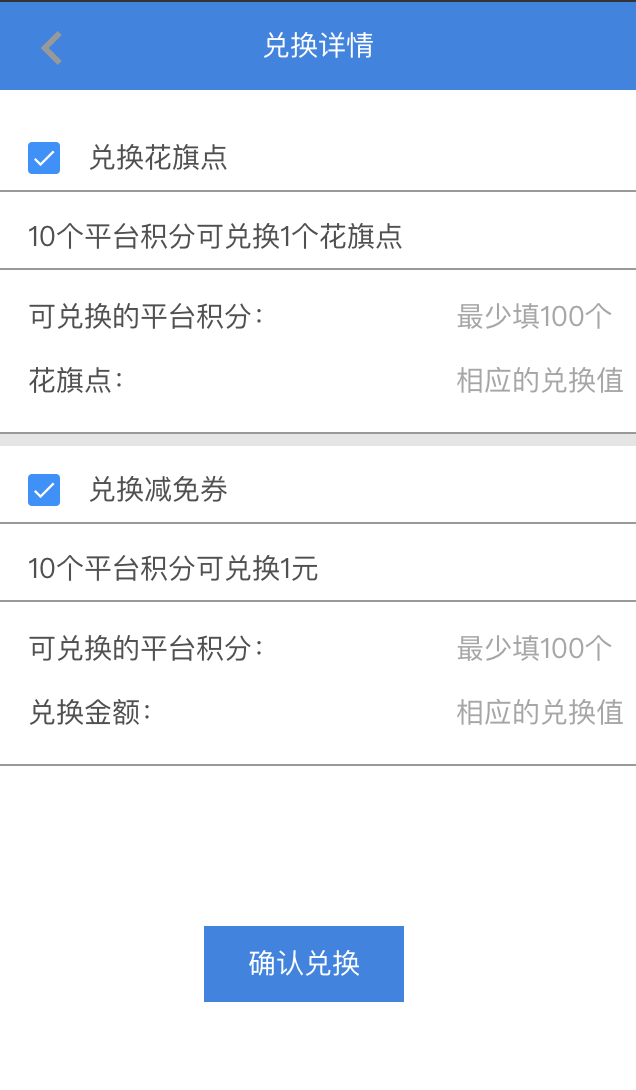 兑换详情
兑换花旗点
10个平台积分可兑换1个花旗点
可兑换的平台积分：
最少填100个
花旗点：
相应的兑换值
兑换减免券
10个平台积分可兑换1元
可兑换的平台积分：
最少填100个
兑换金额：
相应的兑换值
确认兑换